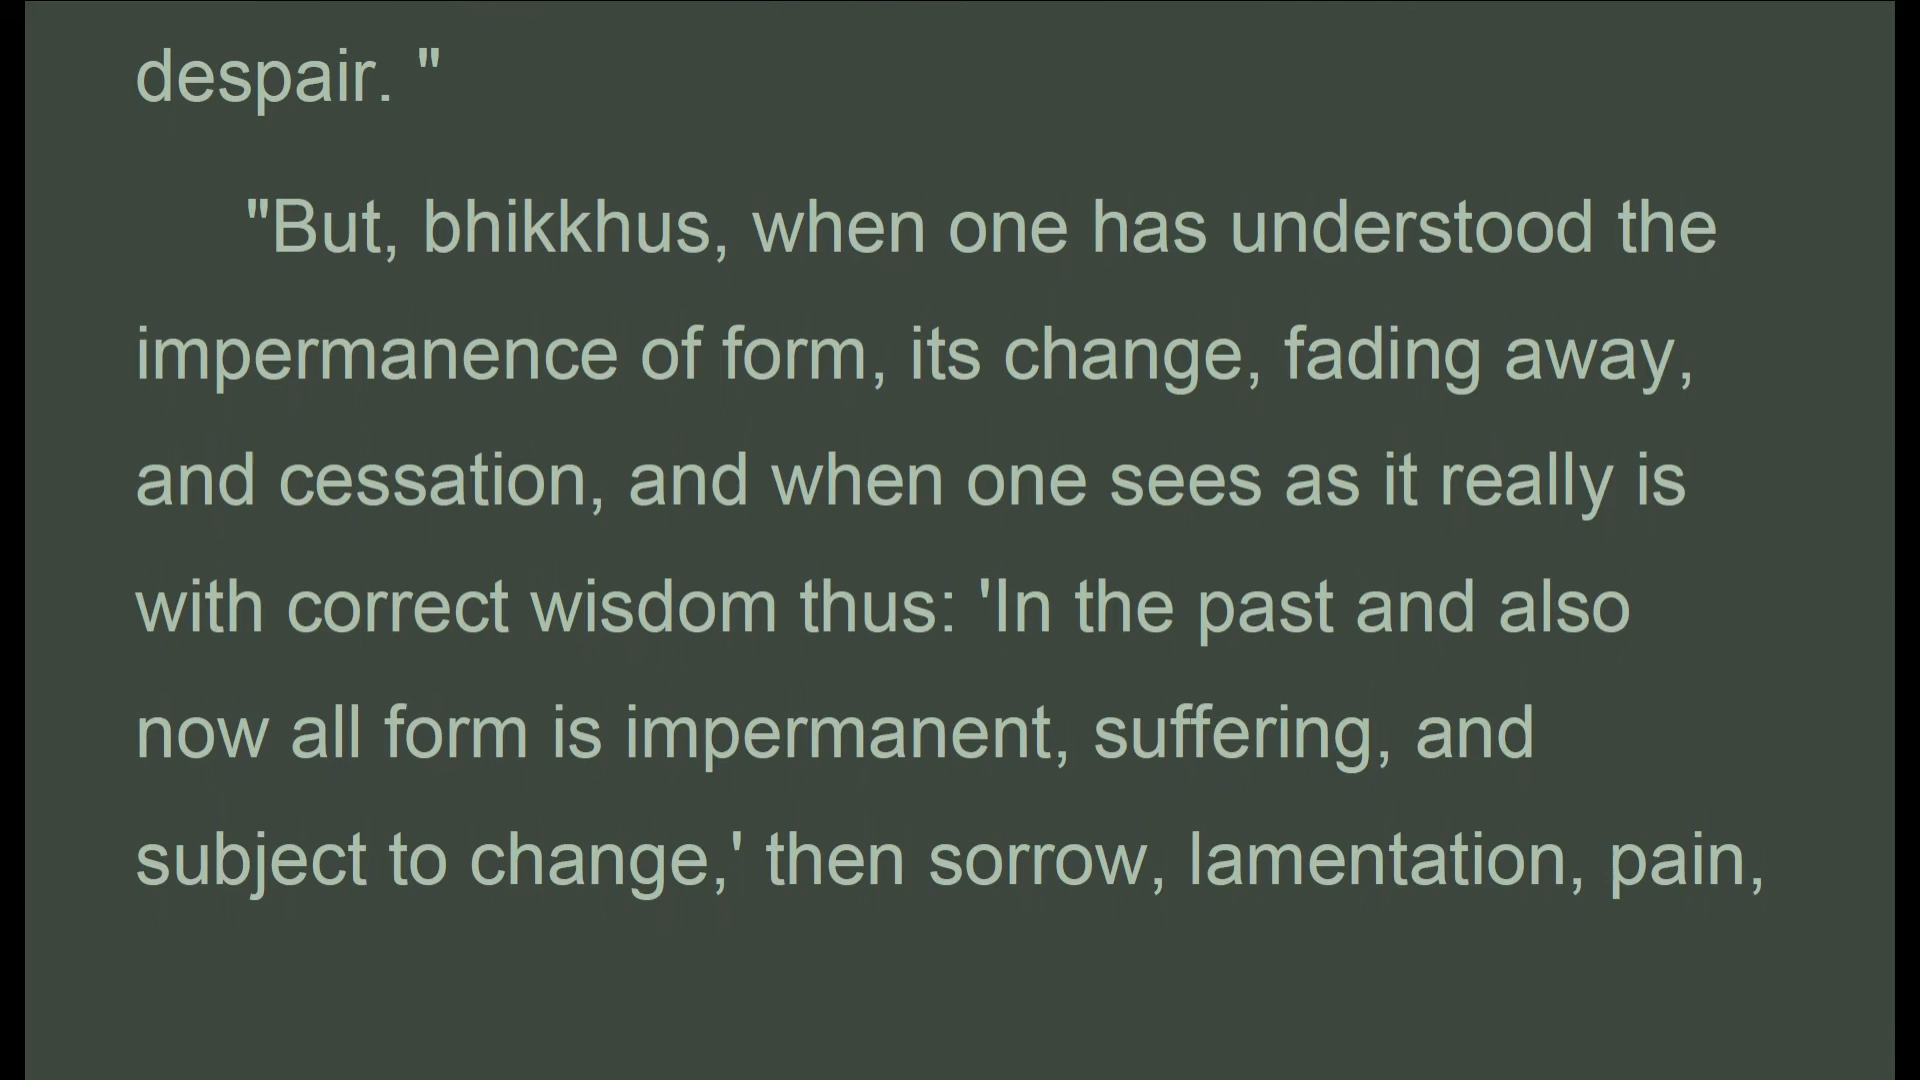 despair. "
"But, bhikkhus, when one has understood the
impermanence of form, its change, fading away,
and cessation, and when one sees as it really is
with correct wisdom thus: 'In the past and also
now all form is impermanent, suffering, and
subject to change,' then sorrow, lamentation, pain,